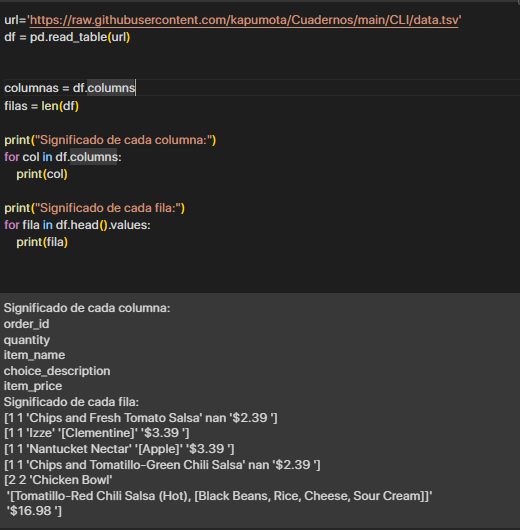 url='https://raw.githubusercontent.com/kapumota/Cuadernos/main/CLI/data.tsv'
df = pd.read_table(url)
columnas = df.columns
filas = len(df)
print("Significado de cada columna:")
for col in df.columns:
    print(col)
print("Significado de cada fila:")
for fila in df.head().values:
    print(fila)
Significado de cada columna:
order_id
quantity
item_name
choice_description
item_price
Significado de cada fila:
[1 1 'Chips and Fresh Tomato Salsa' nan '$2.39 ']
[1 1 'Izze' '[Clementine]' '$3.39 ']
[1 1 'Nantucket Nectar' '[Apple]' '$3.39 ']
[1 1 'Chips and Tomatillo-Green Chili Salsa' nan '$2.39 ']
[2 2 'Chicken Bowl'
 '[Tomatillo-Red Chili Salsa (Hot), [Black Beans, Rice, Cheese, Sour Cream]]'
 '$16.98 ']